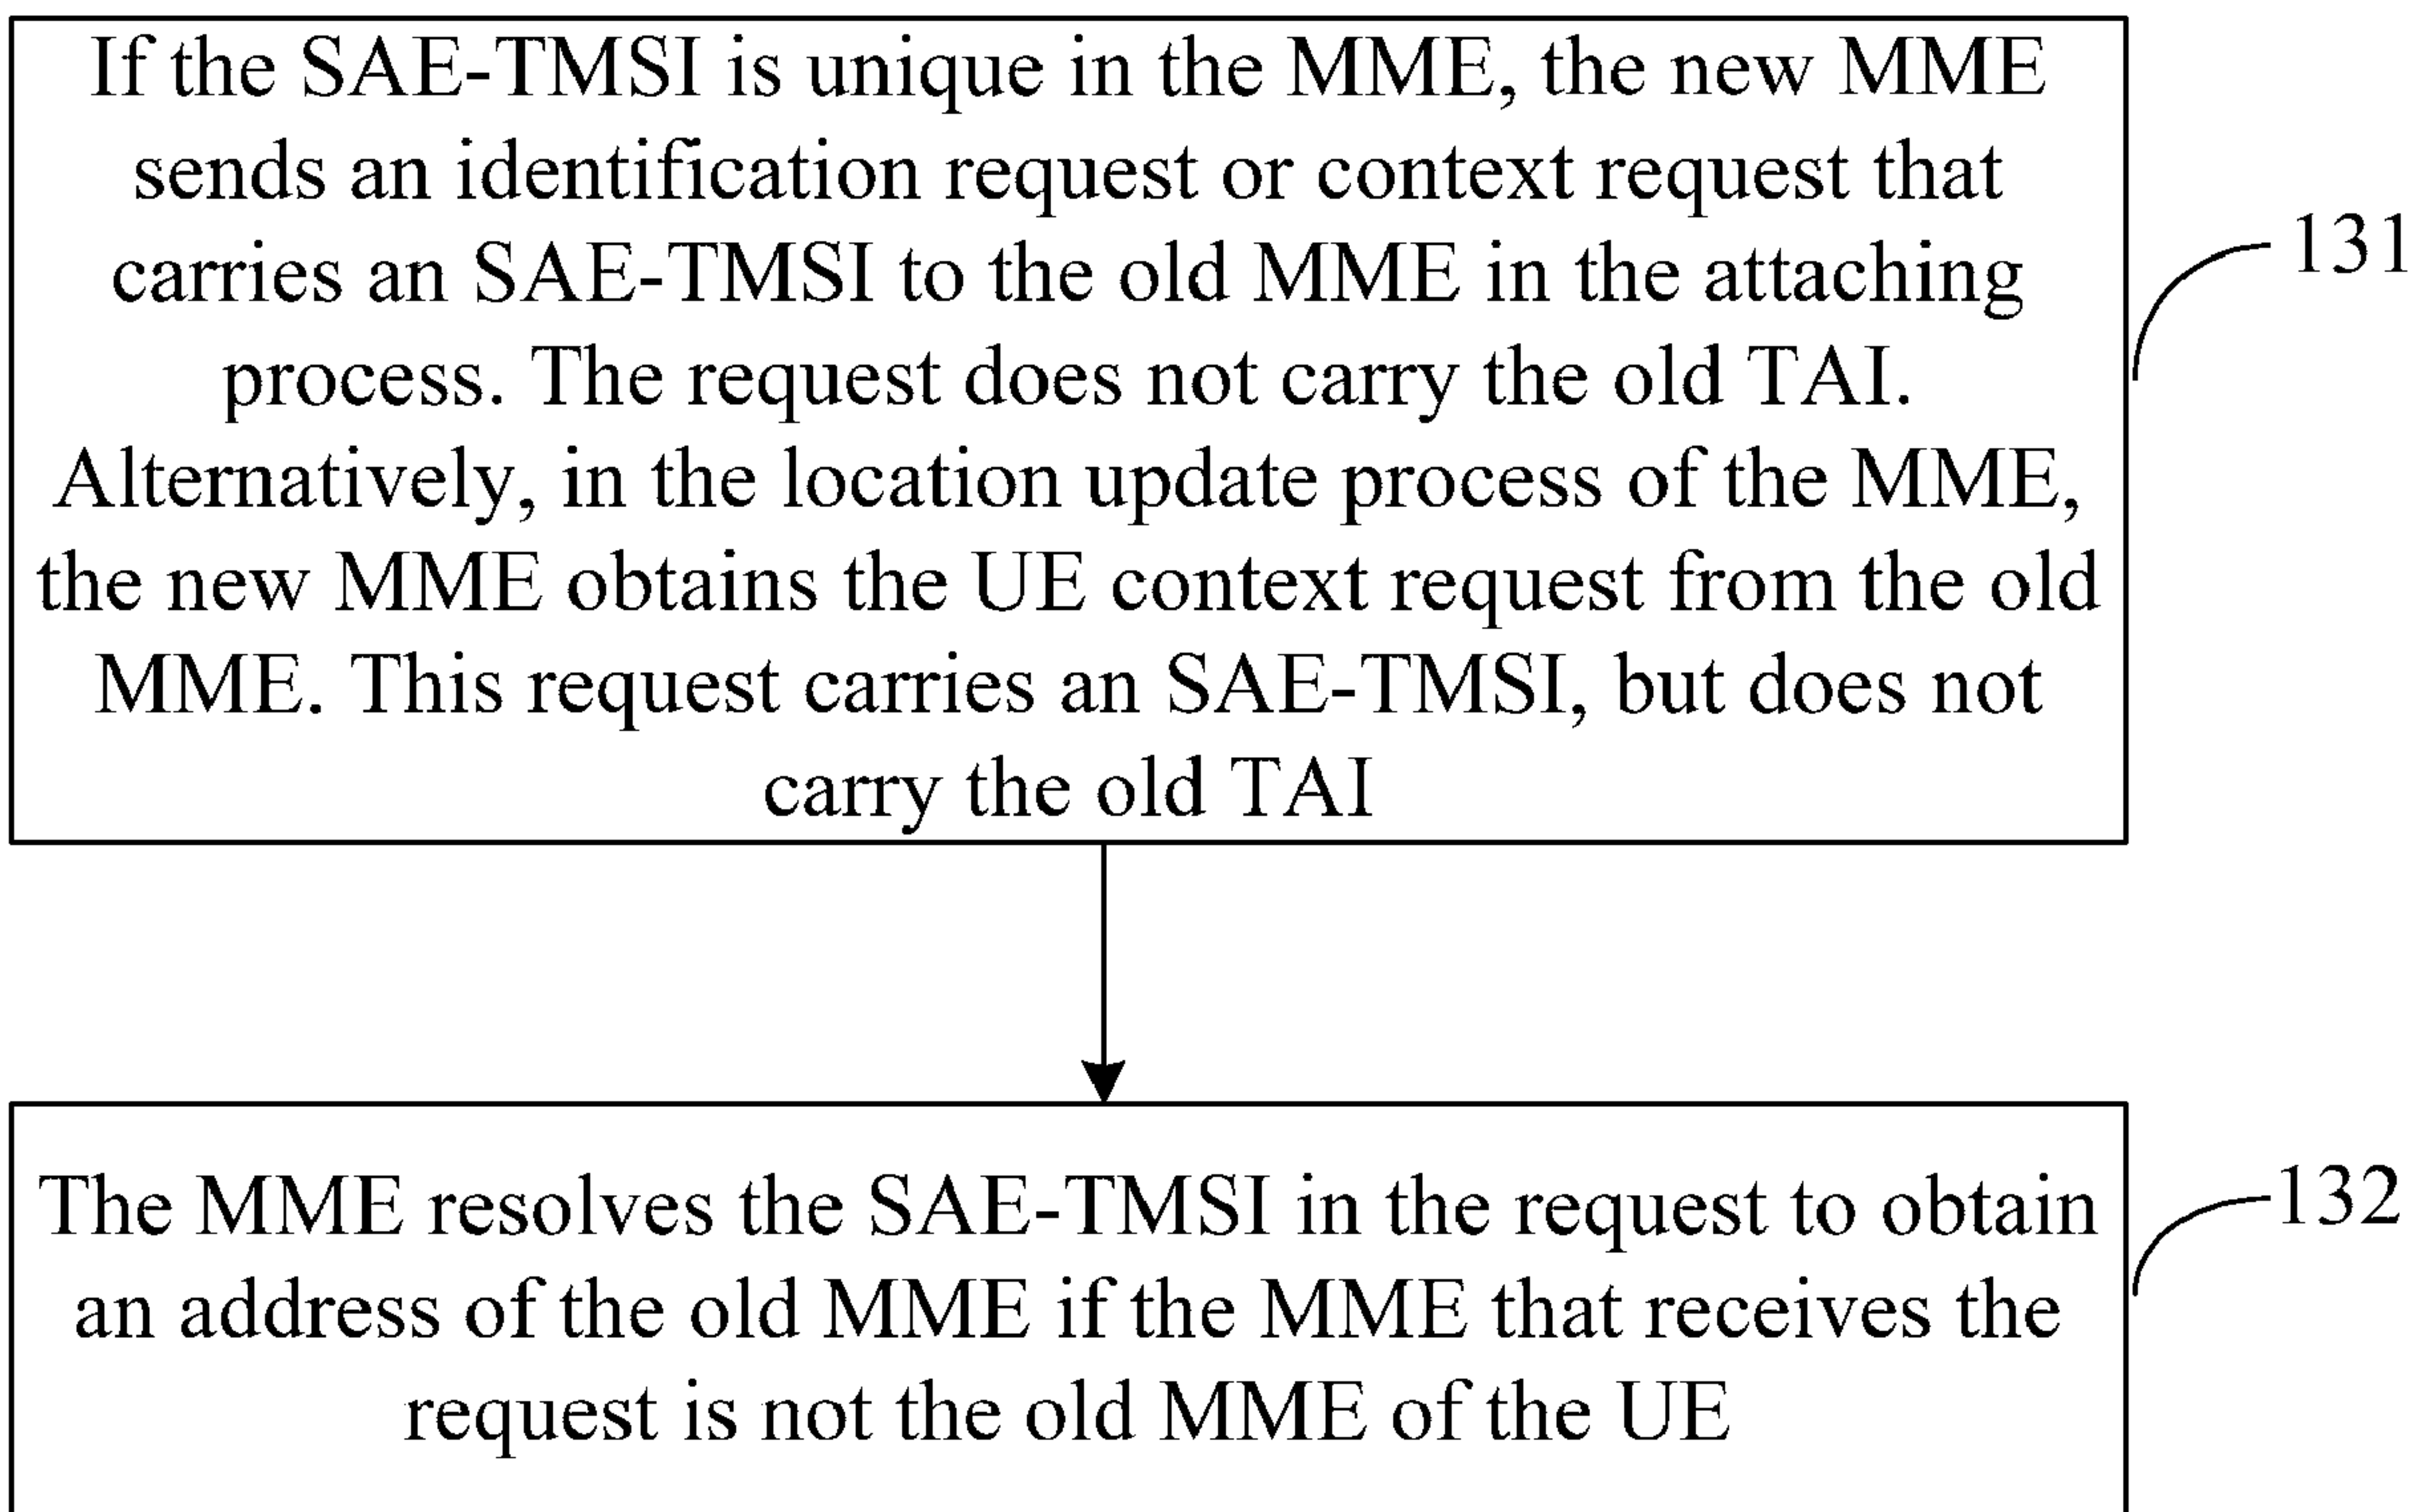 If the SAE-TMSI is unique in the MME, the new MME
sends an identification request or context request that
carries an SAE-TMSI to the old MME in the attaching
process. The request does not carry the old TAI.
Alternatively, in the location update process of the MME,
the new MME obtains the UE context request from the old
MME. This request carries an SAE-TMSI, but does not
carry the old TAI
131
The MME resolves the SAE-TMSI in the request to obtain
an address of the old MME if the MME that receives the
request is not the old MME of the UE
132